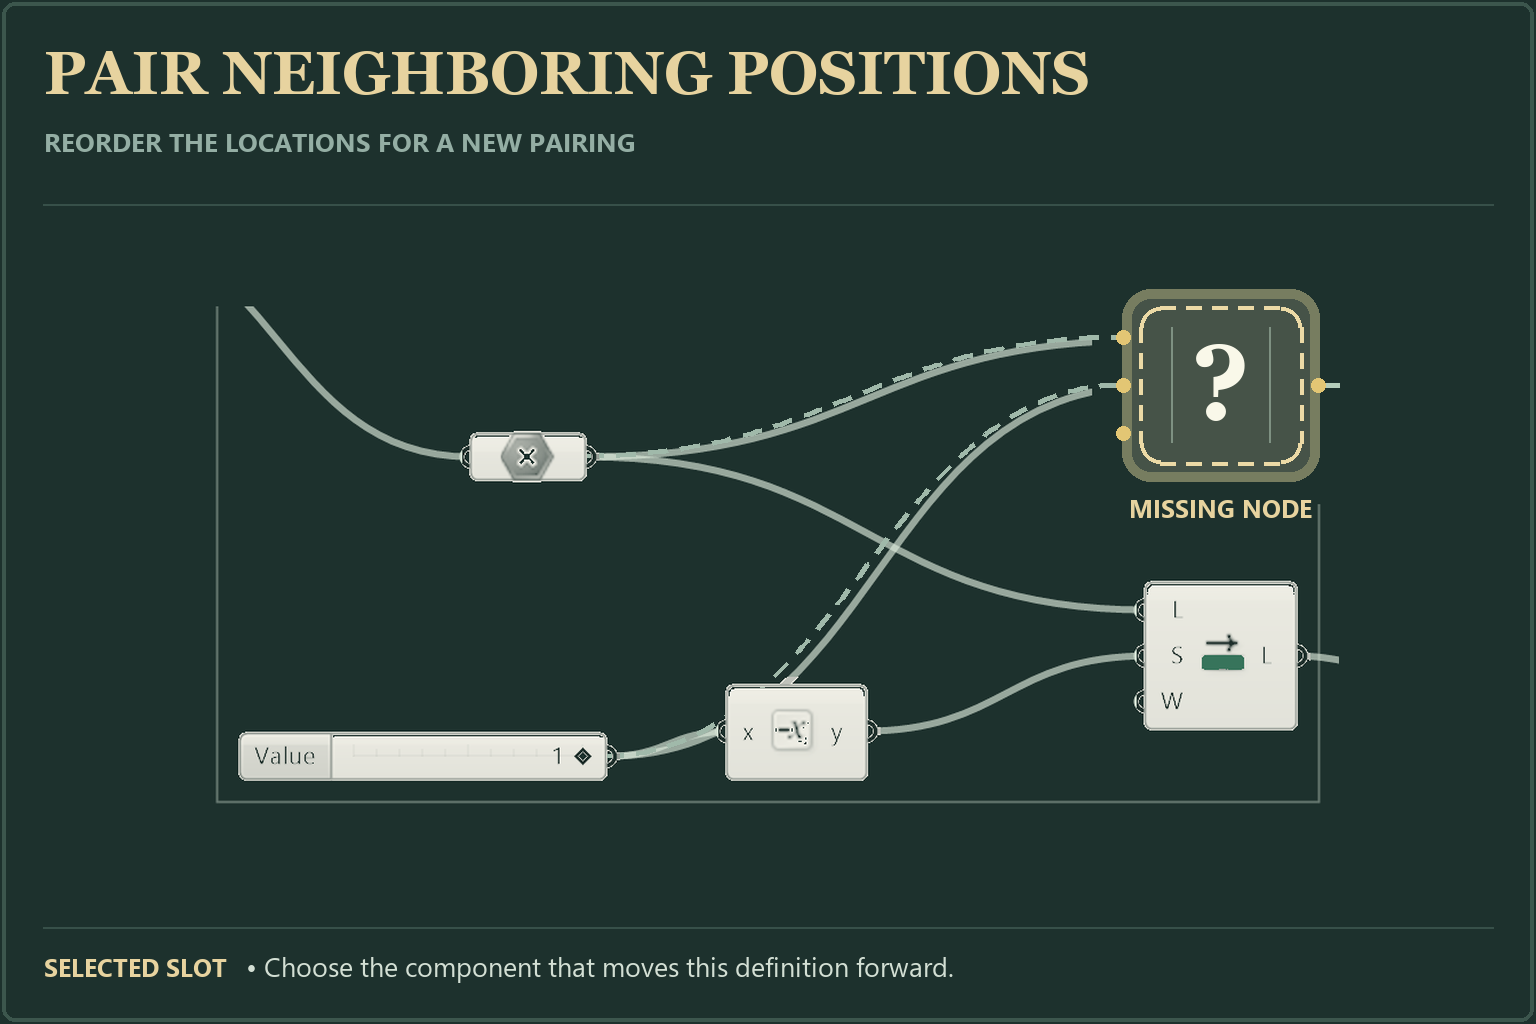 PAIR NEIGHBORING POSITIONS
REORDER THE LOCATIONS FOR A NEW PAIRING
?
MISSING NODE
L
S L
W
x -x y
Value 1
SELECTED SLOT • Choose the component that moves this definition forward.